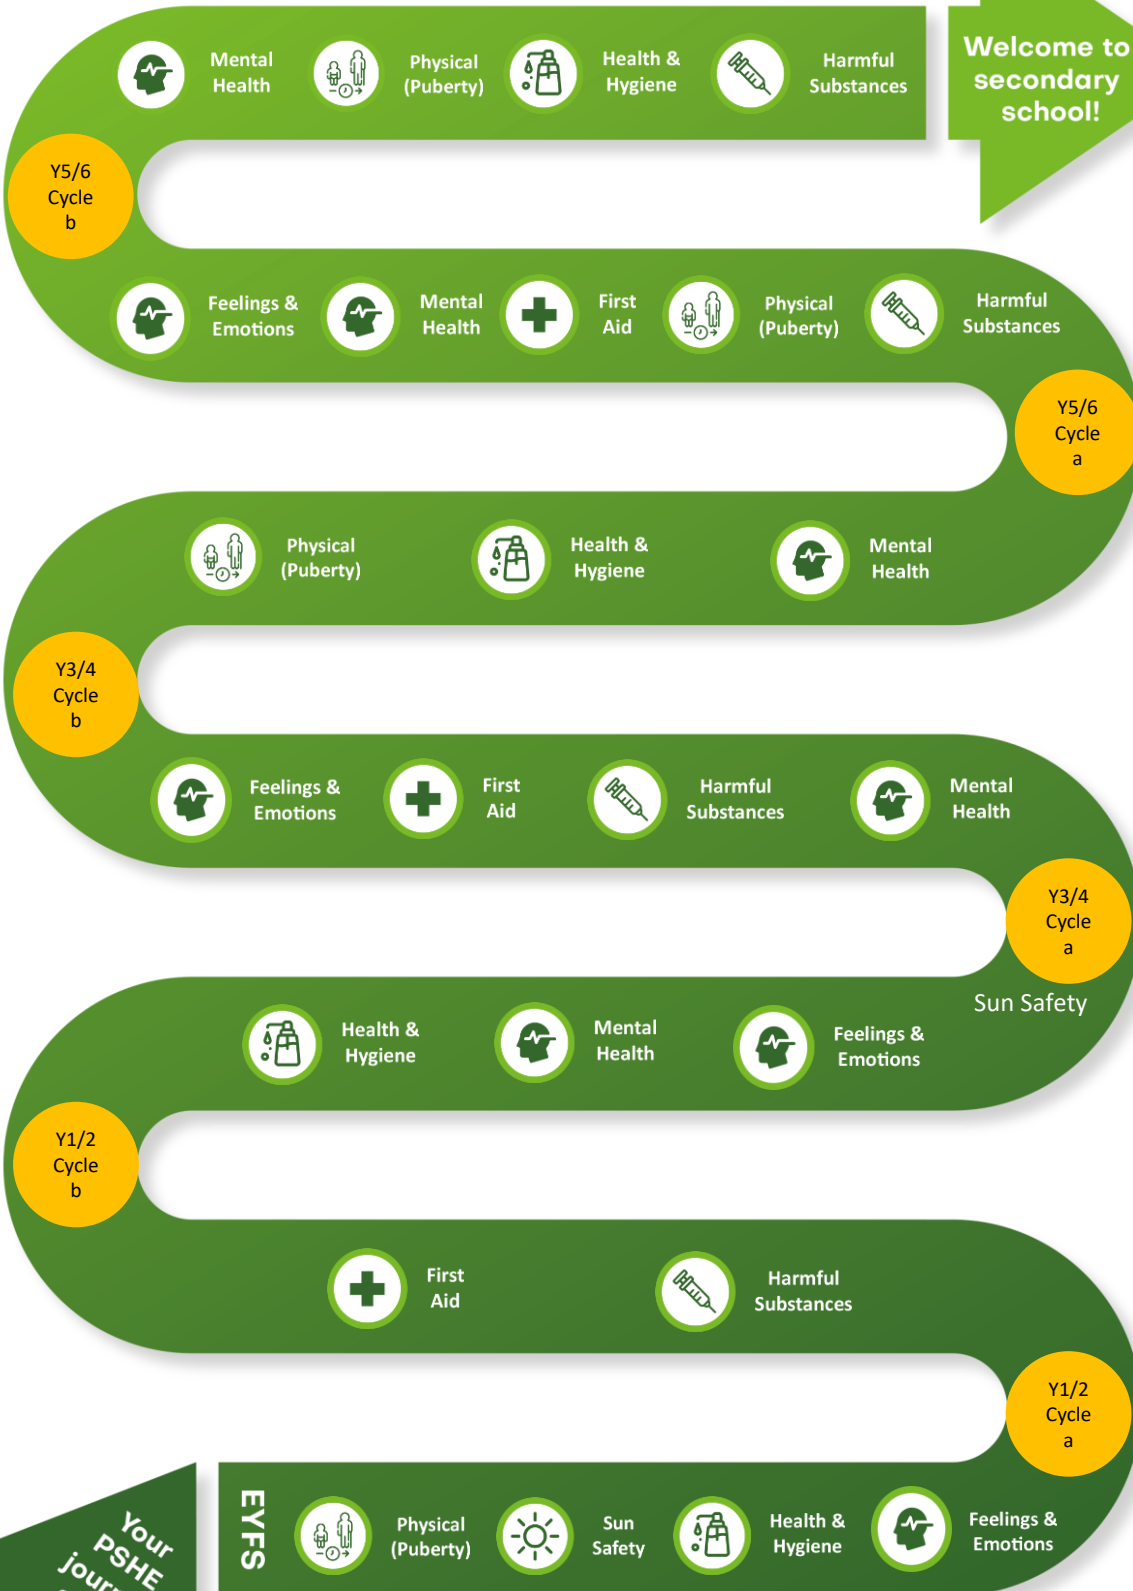 Mental
Health
Physical
(Puberty)
Health &
Hygiene
Harmful
Substances
Welcome to
secondary
school!
Y5/6
Cycle
b
Feelings &
Emotions
Mental
Health
First
Aid
Physical
(Puberty)
Harmful
Substances
Y5/6
Cycle
a
Physical
(Puberty)
Health &
Hygiene
Mental
Health
Y3/4
Cycle
b
Feelings &
Emotions
First
Aid
Harmful
Substances
Mental
Health
Y3/4
Cycle
a
Sun Safety
Health &
Hygiene
Mental
Health
Feelings &
Emotions
Y1/2
Cycle
b
First
Aid
Harmful
Substances
Y1/2
Cycle
a
Your
PSHE
EYFS
Physical
(Puberty)
Sun
Safety
Health &
Hygiene
Feelings &
Emotions